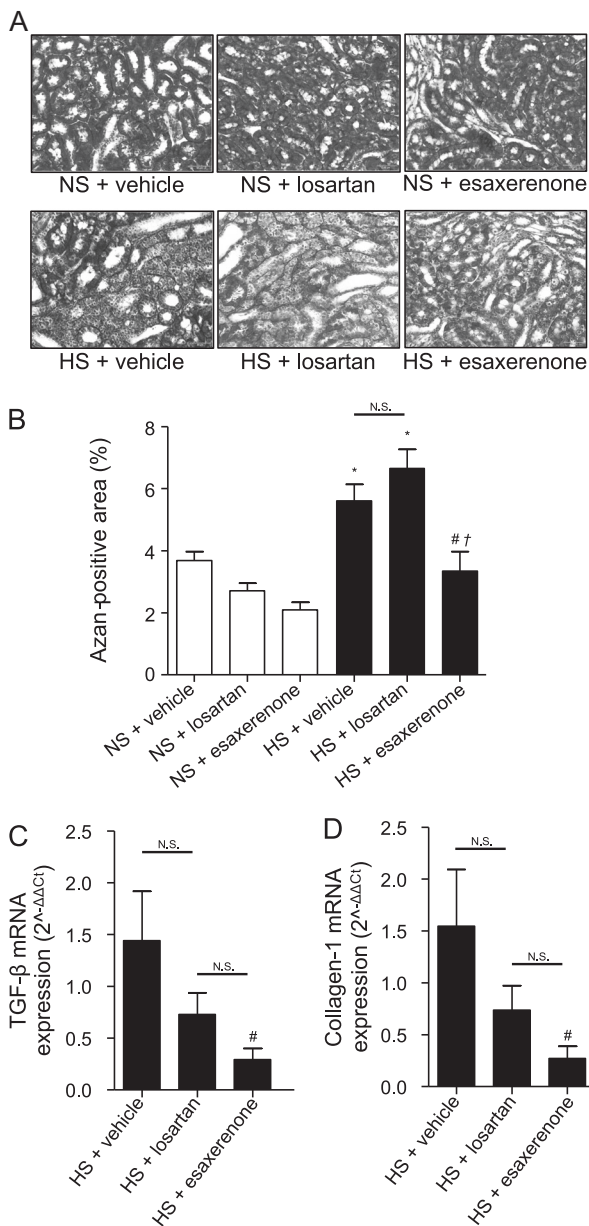 A
NS + vehicle
NS + losartan
NS + esaxerenone
HS + vehicle
HS + losartan
HS + esaxerenone
B
Azan-positive area (%)
8
6
4
2
0
N.S.
*
*
# †
NS + vehicle
NS + losartan
NS + esaxerenone
HS + vehicle
HS + losartan
HS + esaxerenone
C
TGF-β mRNA
expression (2^-ΔΔCt)
2.5
2.0
1.5
1.0
0.5
0.0
N.S.
N.S.
#
HS + vehicle
HS + losartan
HS + esaxerenone
D
Collagen-1 mRNA
expression (2^-ΔΔCt)
2.5
2.0
1.5
1.0
0.5
0.0
N.S.
N.S.
#
HS + vehicle
HS + losartan
HS + esaxerenone